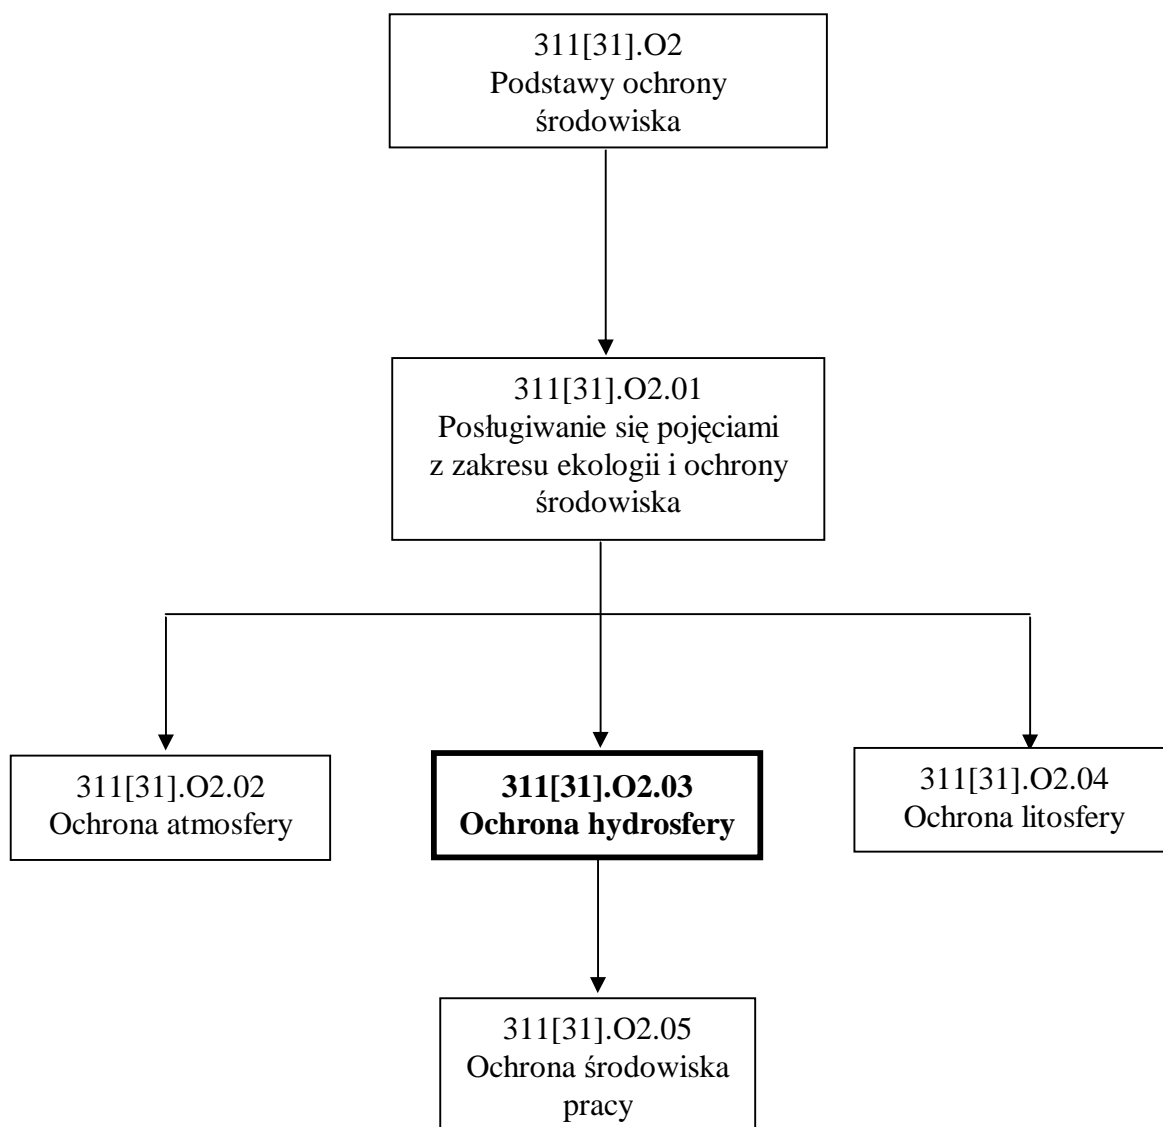 311[31].O2
Podstawy ochrony
środowiska
311[31].O2.01
Posługiwanie się pojęciami
z zakresu ekologii i ochrony
środowiska
311[31].O2.02
Ochrona atmosfery
311[31].O2.03
Ochrona hydrosfery
311[31].O2.04
Ochrona litosfery
311[31].O2.05
Ochrona środowiska
pracy